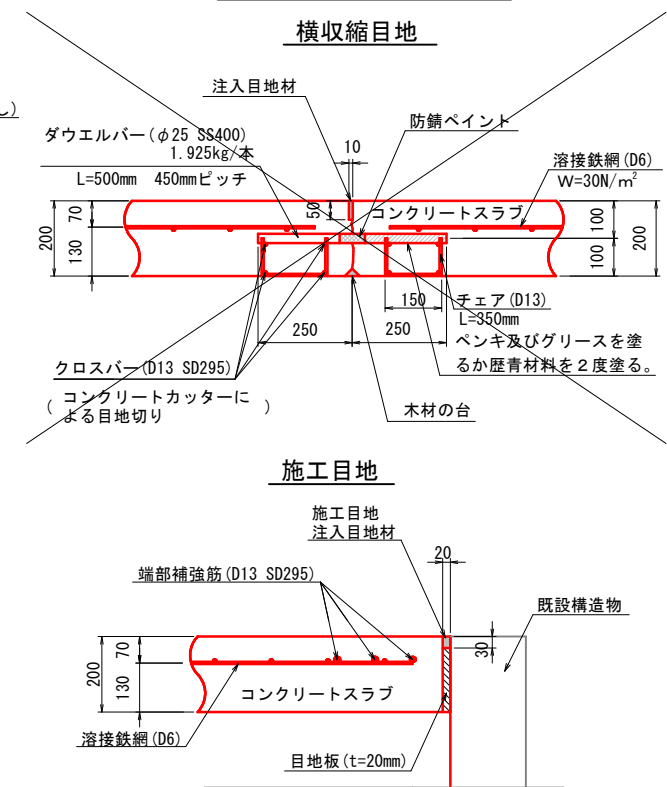 横収縮目地
し)
注入目地材
ダウエルバー(φ25 SS400)
1.925kg/本
L=500mm 450mmピッチ
10
防錆ペイント
溶接鉄網(D6)
W=30N/m²
50
コンクリートスラブ
200
70
130
100
100
200
150
チェア(D13)
L=350mm
250
250
ペンキ及びグリースを塗
るか歴青材料を2度塗る。
クロスバー(D13 SD295)
( コンクリートカッターに
よる目地切り )
木材の台
施工目地
施工目地
注入目地材
20
端部補強筋(D13 SD295)
既設構造物
30
200
70
130
コンクリートスラブ
溶接鉄網(D6)
目地板(t=20mm)